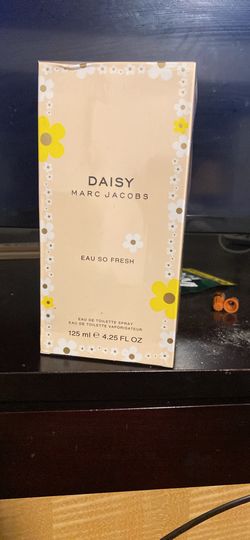 DAISY
MARC JACOBS
EAU SO FRESH
EAU DE TOILETTE SPRAY
EAU DE TOILETTE VAPORISATEUR
125 ml ℮ 4.25 FL OZ